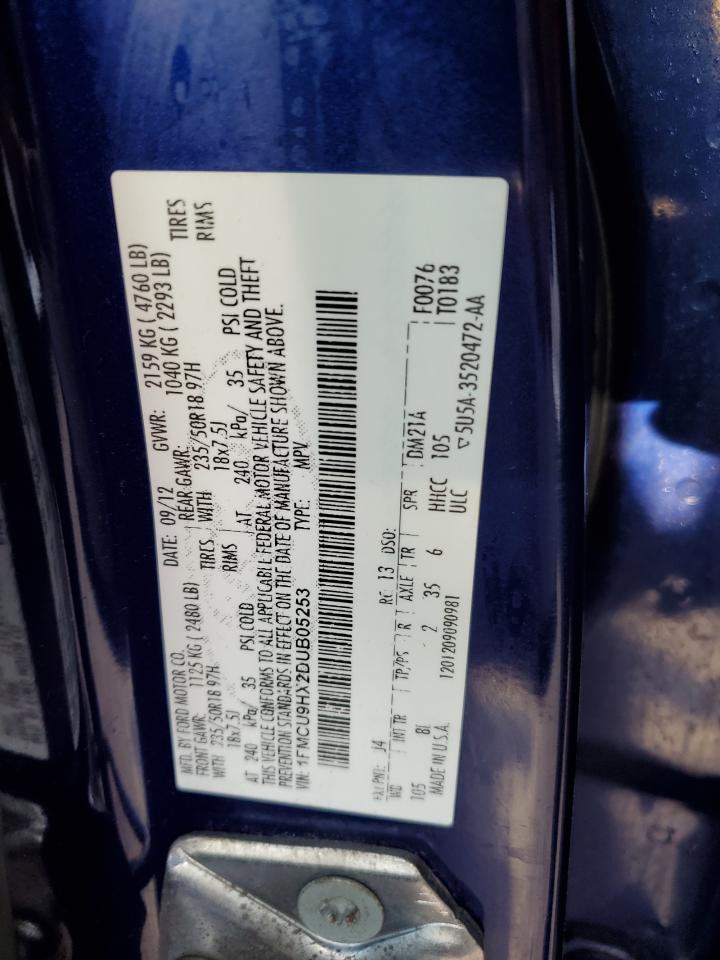 MFD. BY FORD MOTOR CO. DATE: 09/12 GVWR: 2159 KG ( 4760 LB)
FRONT GAWR: 1125 KG ( 2480 LB) REAR GAWR: 1040 KG ( 2293 LB)
WITH 235/50R18 97H TIRES WITH 235/50R18 97H TIRES
18x7.5J RIMS 18x7.5J RIMS
AT 240 kPa/ 35 PSI COLD AT 240 kPa/ 35 PSI COLD
THIS VEHICLE CONFORMS TO ALL APPLICABLE FEDERAL MOTOR VEHICLE SAFETY AND THEFT
PREVENTION STANDARDS IN EFFECT ON THE DATE OF MANUFACTURE SHOWN ABOVE.
VIN: 1FMCU9HX2DUB05253 TYPE: MPV
EXT PNT: J4 RC: 13 DSO: F0076
WB INT TR TP/PS R AXLE TR SPR DM21A T0183
105 8L 2 35 6 HHCC 105
MADE IN U.S.A. 1201209090981 ULC ▽5U5A-3520472-AA